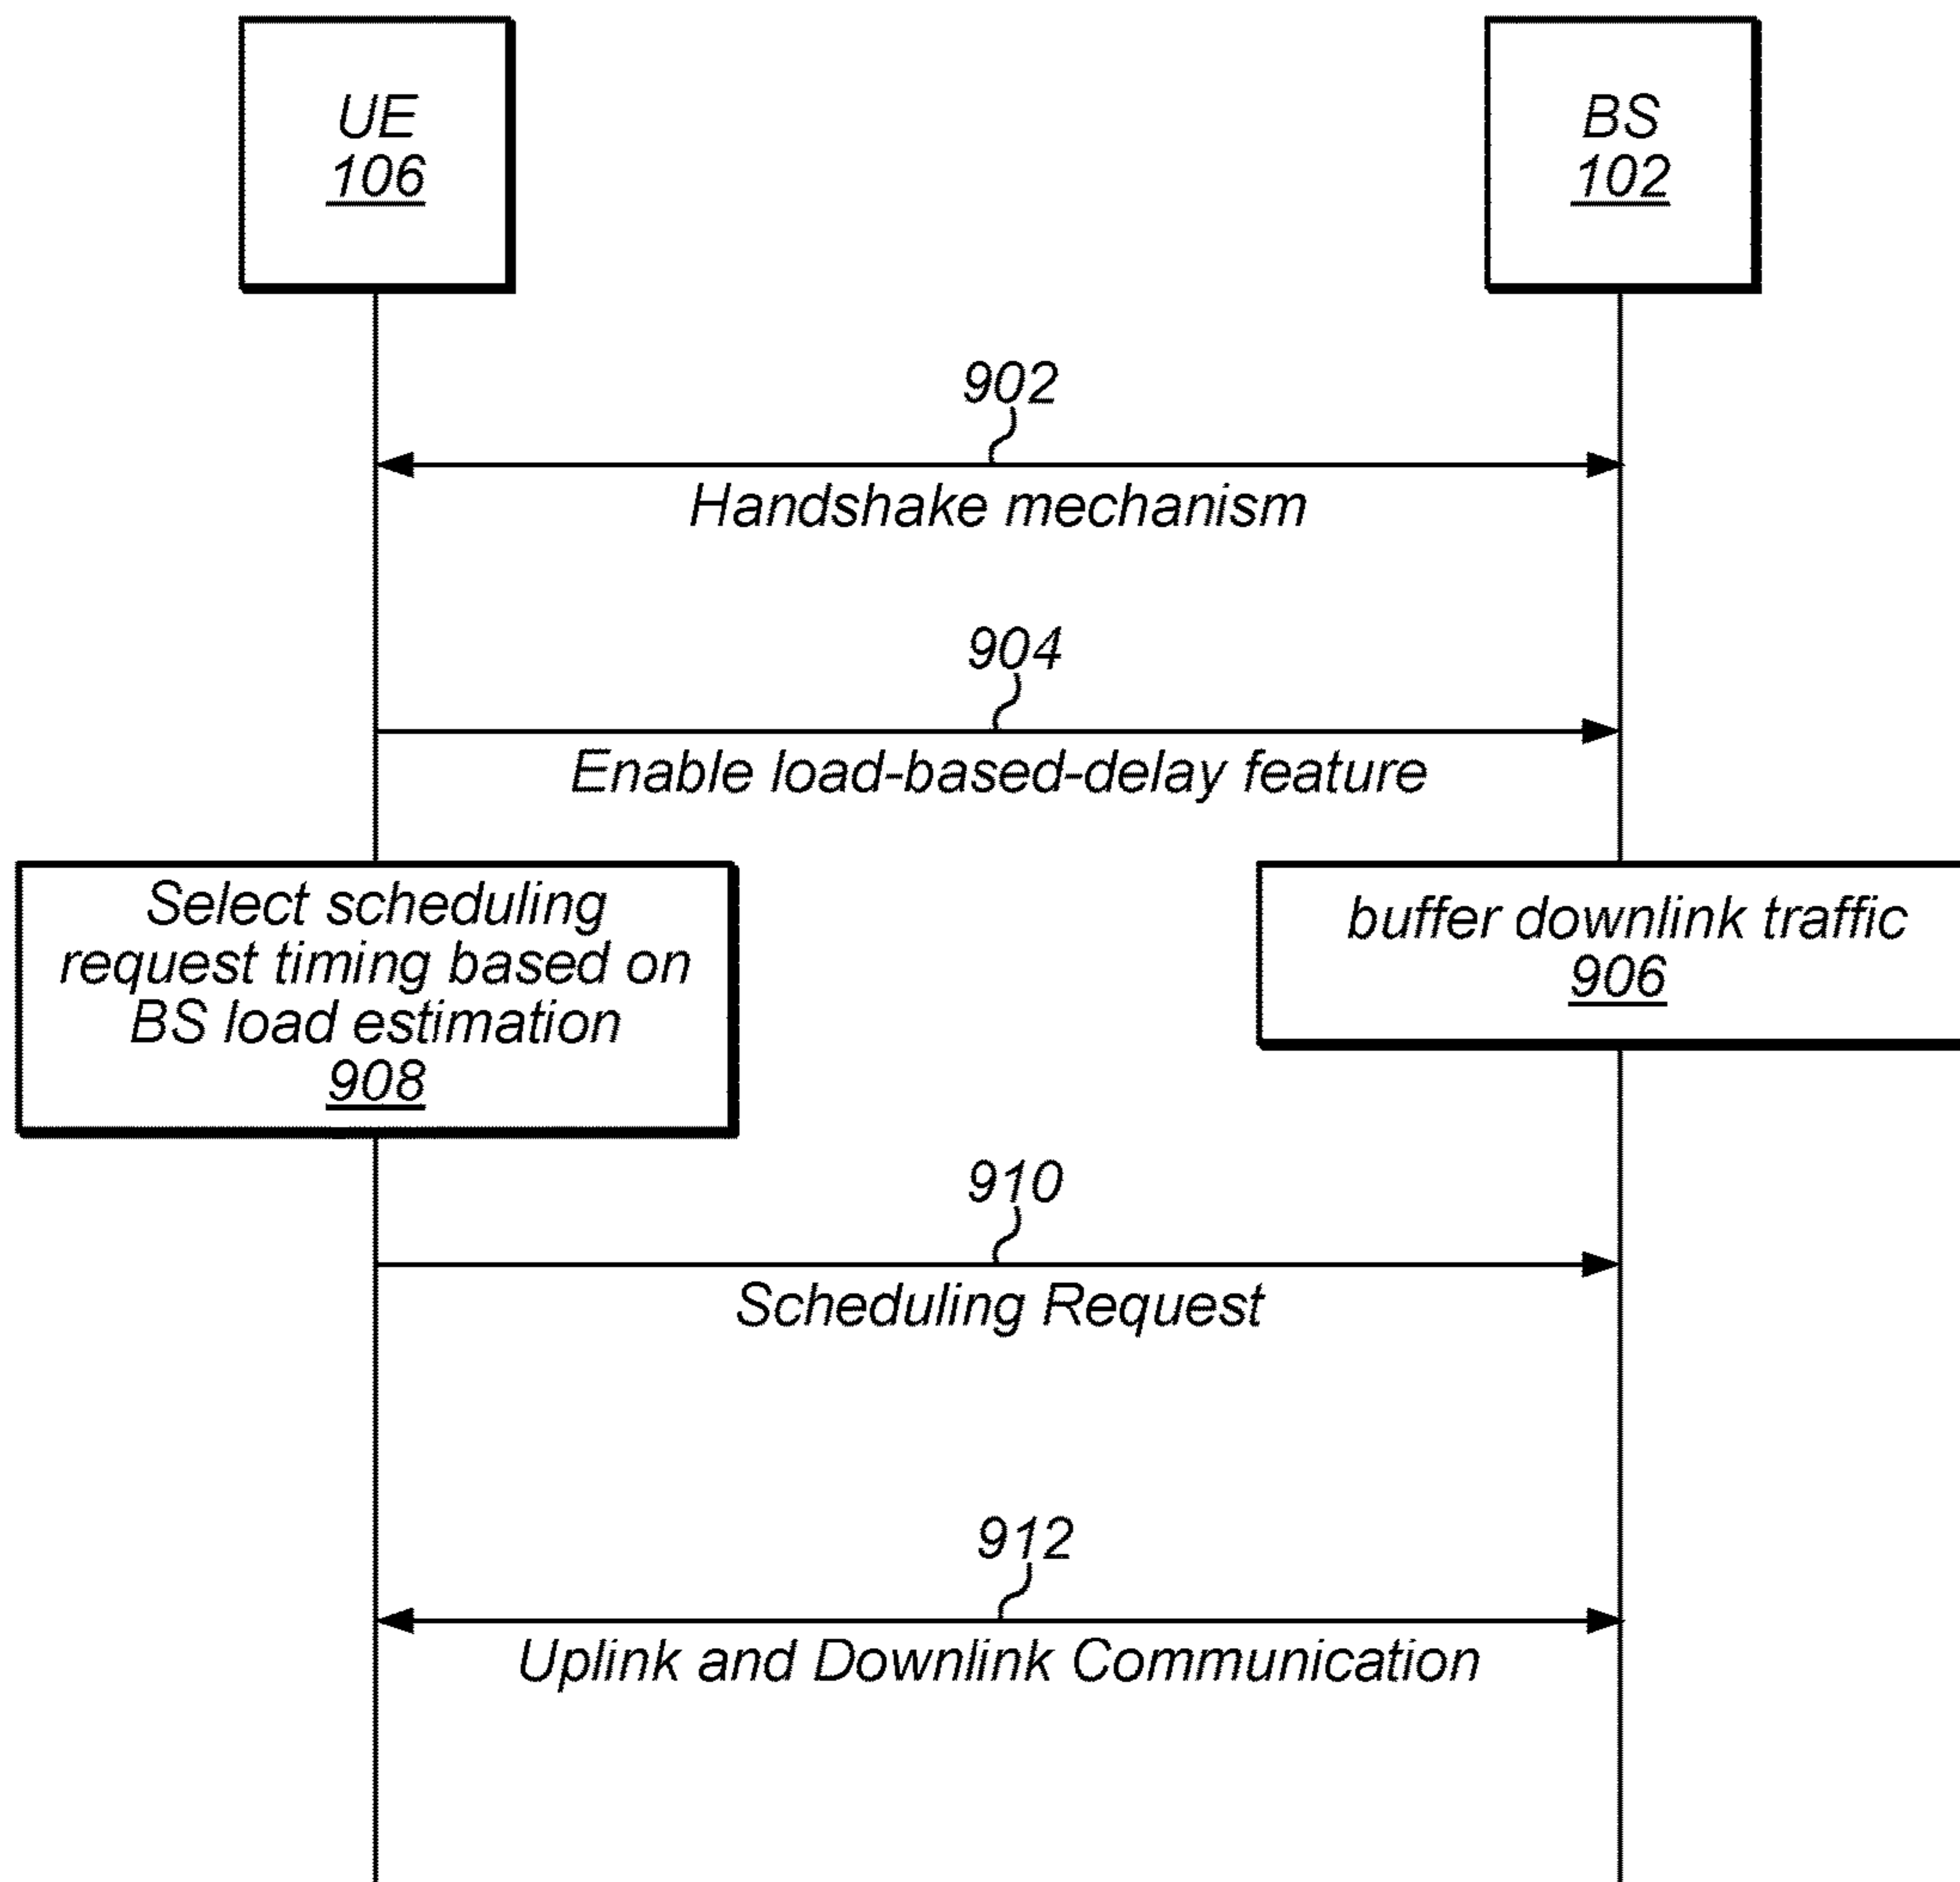 UE
106
BS
102
902
Handshake mechanism
904
Enable load-based-delay feature
Select scheduling
request timing based on
BS load estimation
908
buffer downlink traffic
906
910
Scheduling Request
912
Uplink and Downlink Communication